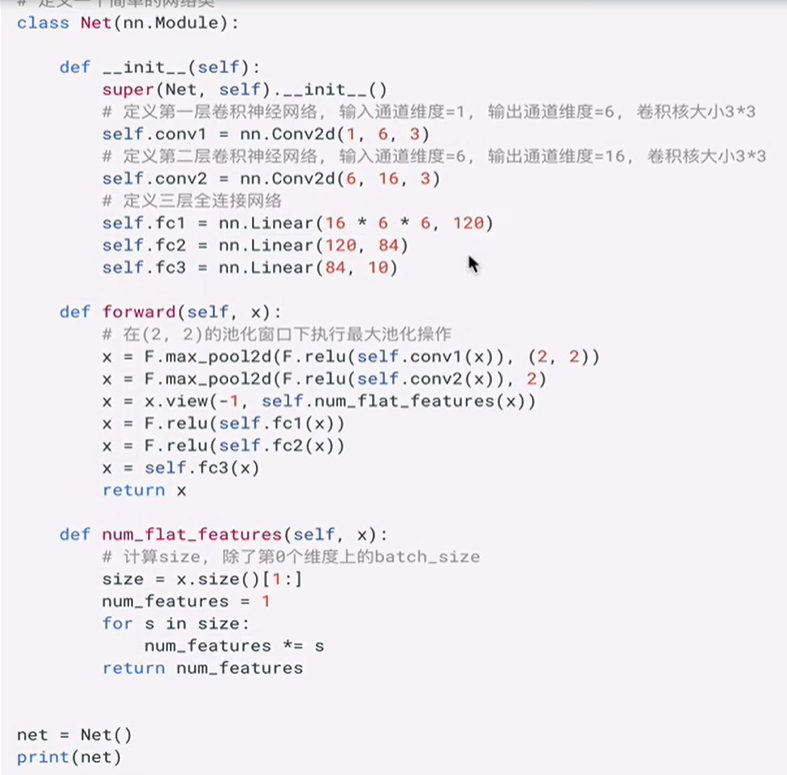 # 定义一个简单的网络类
class Net(nn.Module):
    def __init__(self):
        super(Net, self).__init__()
        # 定义第一层卷积神经网络, 输入通道维度=1, 输出通道维度=6, 卷积核大小3*3
        self.conv1 = nn.Conv2d(1, 6, 3)
        # 定义第二层卷积神经网络, 输入通道维度=6, 输出通道维度=16, 卷积核大小3*3
        self.conv2 = nn.Conv2d(6, 16, 3)
        # 定义三层全连接网络
        self.fc1 = nn.Linear(16 * 6 * 6, 120)
        self.fc2 = nn.Linear(120, 84)
        self.fc3 = nn.Linear(84, 10)
    def forward(self, x):
        # 在(2, 2)的池化窗口下执行最大池化操作
        x = F.max_pool2d(F.relu(self.conv1(x)), (2, 2))
        x = F.max_pool2d(F.relu(self.conv2(x)), 2)
        x = x.view(-1, self.num_flat_features(x))
        x = F.relu(self.fc1(x))
        x = F.relu(self.fc2(x))
        x = self.fc3(x)
        return x
    def num_flat_features(self, x):
        # 计算size, 除了第0个维度上的batch_size
        size = x.size()[1:]
        num_features = 1
        for s in size:
            num_features *= s
        return num_features
net = Net()
print(net)